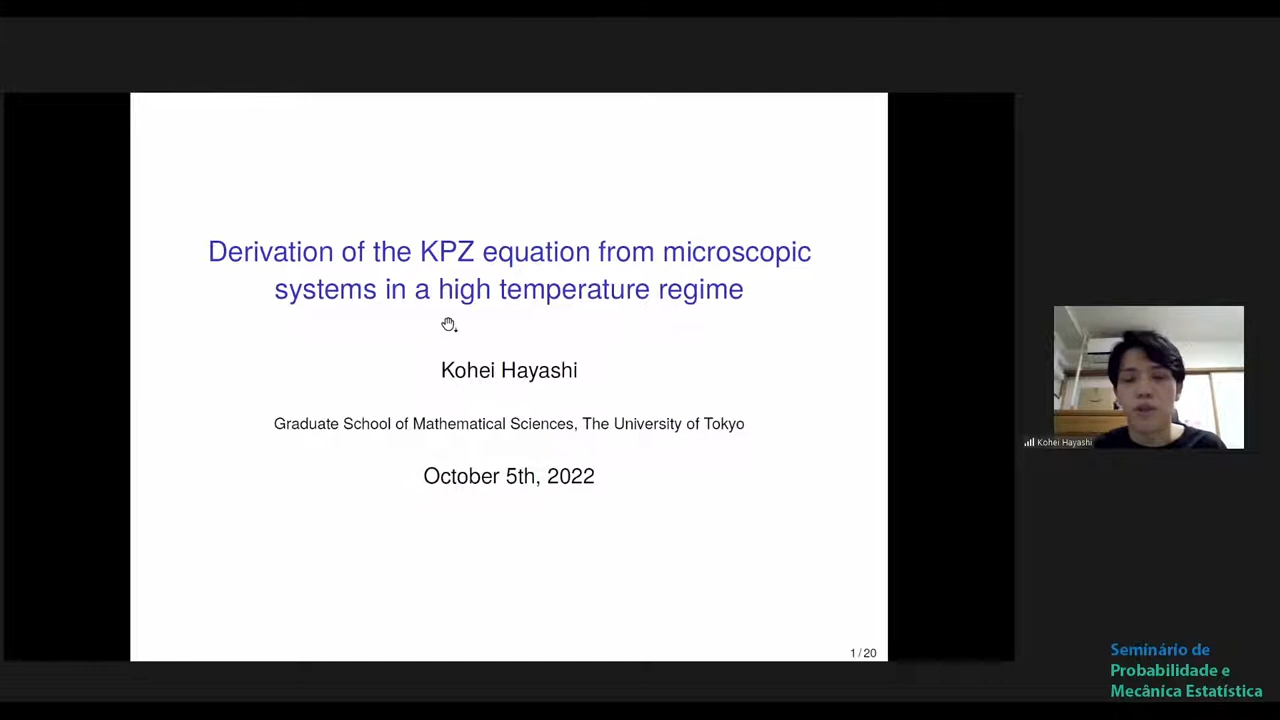 Derivation of the KPZ equation from microscopic
systems in a high temperature regime
Kohei Hayashi
Graduate School of Mathematical Sciences, The University of Tokyo
October 5th, 2022
1 / 20
Kohei Hayashi
Seminário de
Probabilidade e
Mecânica Estatística